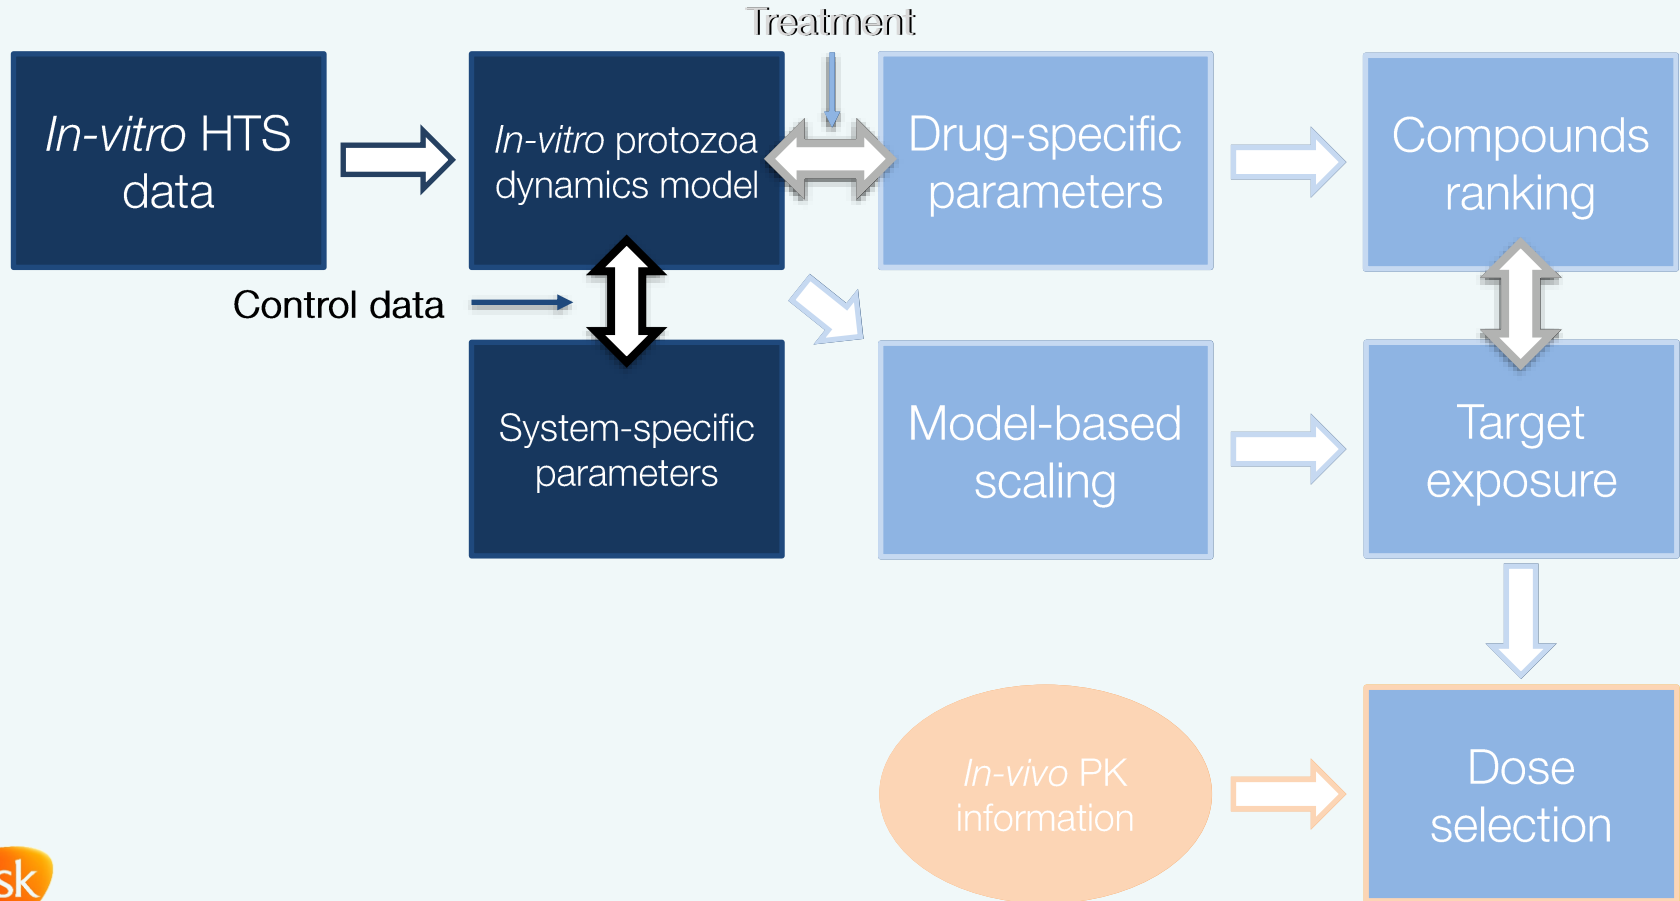 Treatment
In-vitro HTS
data
In-vitro protozoa
dynamics model
Drug-specific
parameters
Compounds
ranking
Control data
System-specific
parameters
Model-based
scaling
Target
exposure
In-vivo PK
information
Dose
selection
sk